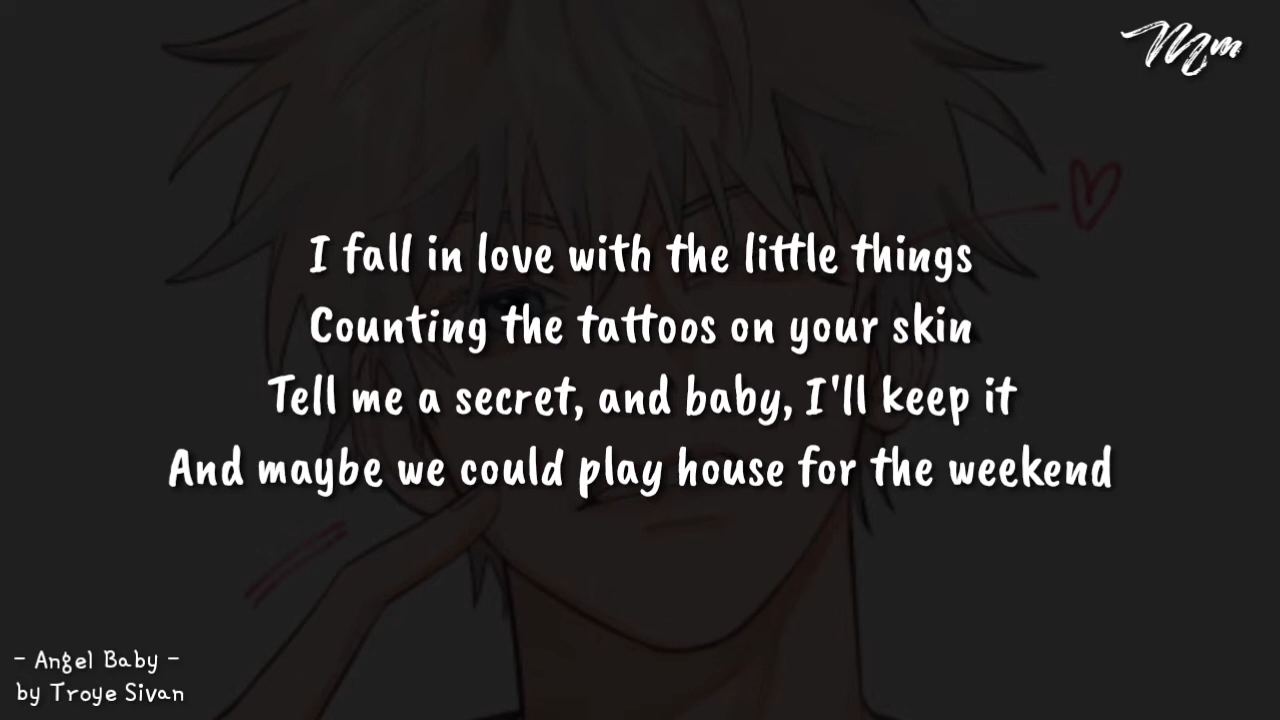 Mm
I fall in love with the little things
Counting the tattoos on your skin
Tell me a secret, and baby, I'll keep it
And maybe we could play house for the weekend
- Angel Baby -
by Troye Sivan